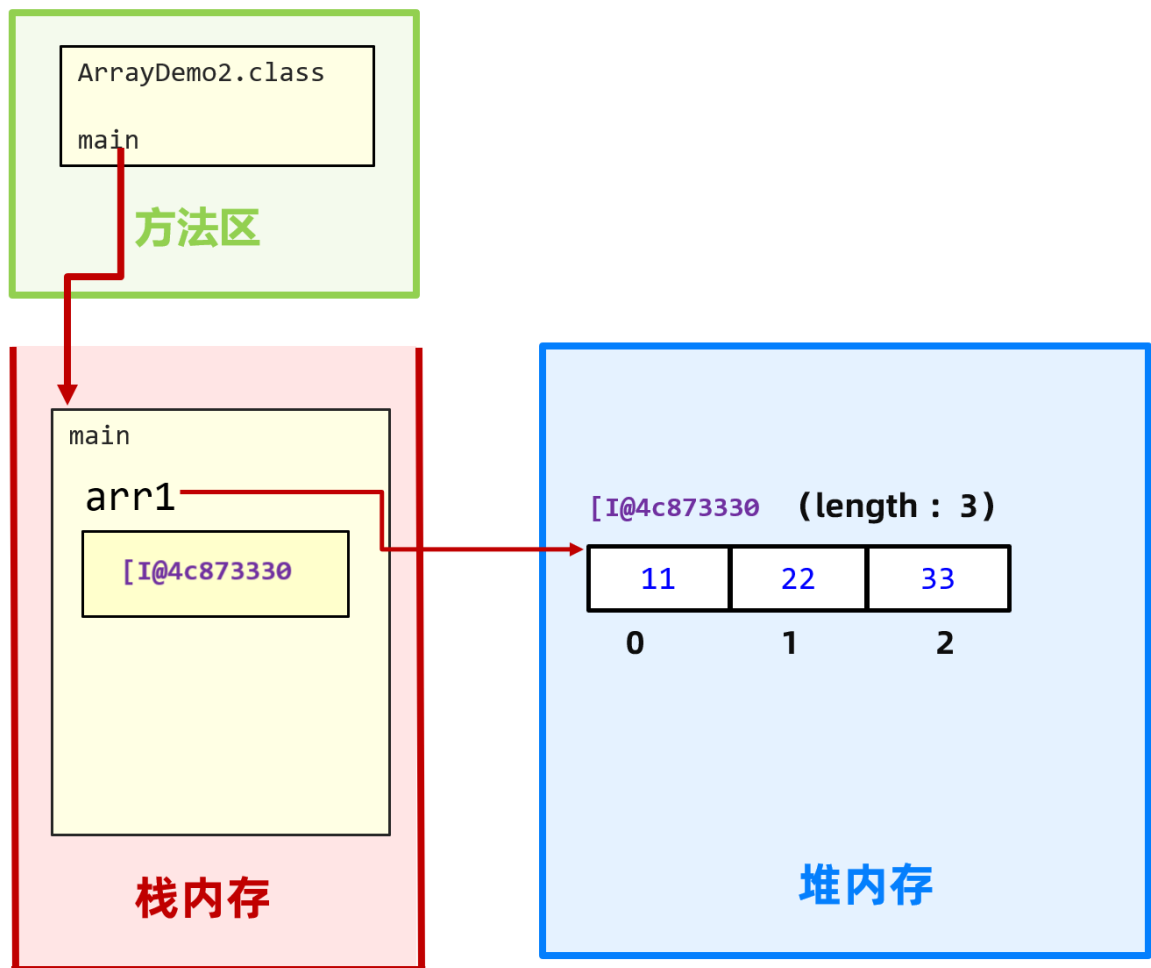 ArrayDemo2.class
main
方法区
main
arr1
[I@4c873330
栈内存
[I@4c873330 (length : 3)
11 22 33
0 1 2
堆内存